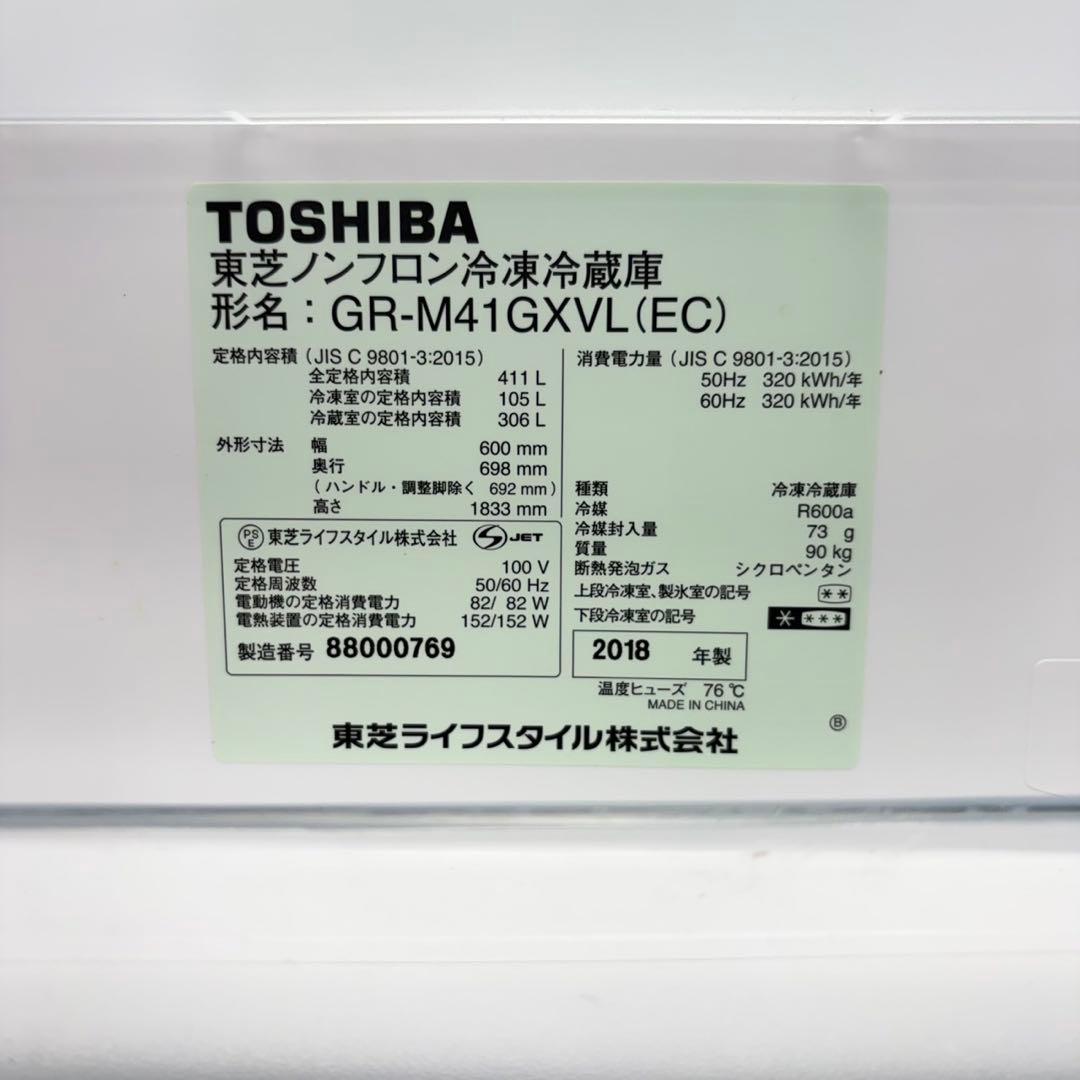 TOSHIBA
東芝ノンフロン冷凍冷蔵庫
形名：GR-M41GXVL(EC)
定格内容積（JIS C 9801-3:2015）
全定格内容積 411 L
冷凍室の定格内容積 105 L
冷蔵室の定格内容積 306 L
外形寸法 幅 600 mm
奥行 698 mm
（ハンドル・調整脚除く 692 mm）
高さ 1833 mm
PSE 東芝ライフスタイル株式会社 S JET
定格電圧 100 V
定格周波数 50/60 Hz
電動機の定格消費電力 82/ 82 W
電熱装置の定格消費電力 152/152 W
製造番号 88000769
消費電力量（JIS C 9801-3:2015）
50Hz 320 kWh/年
60Hz 320 kWh/年
種類 冷凍冷蔵庫
冷媒 R600a
冷媒封入量 73 g
質量 90 kg
断熱発泡ガス シクロペンタン
上段冷凍室、製氷室の記号 **
下段冷凍室の記号 * ***
2018 年製
温度ヒューズ 76℃
MADE IN CHINA
Ⓑ
東芝ライフスタイル株式会社